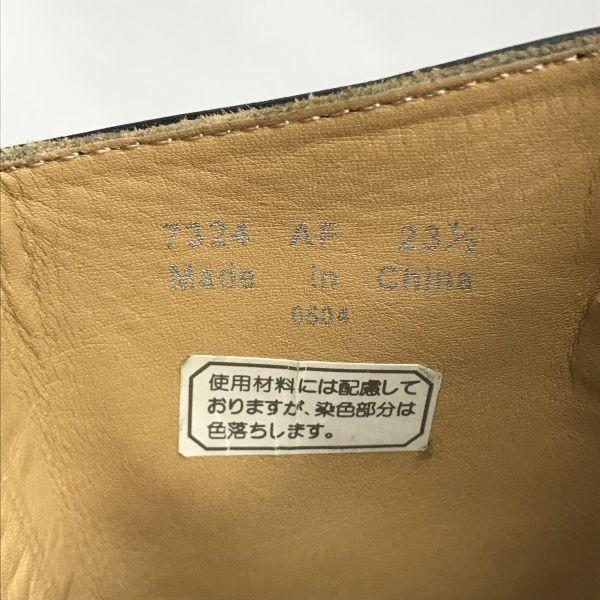 7324 AF 23½
Made in China
6504
使用材料には配慮して
おりますが、染色部分は
色落ちします。